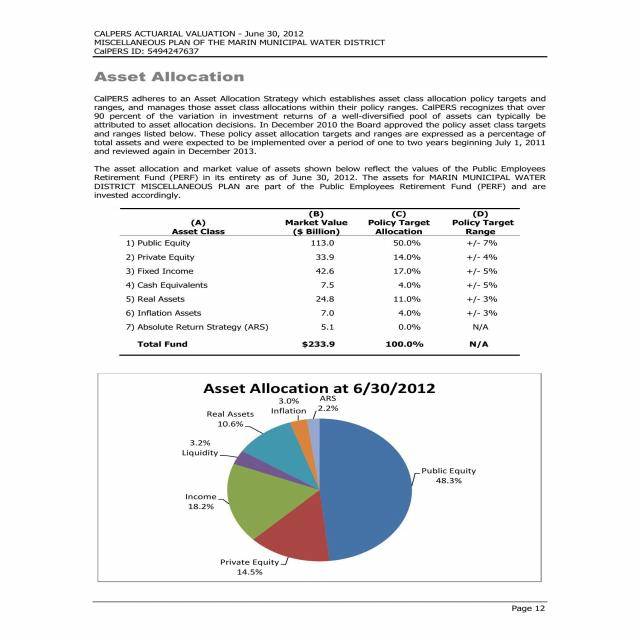 CALPERS ACTUARIAL VALUATION - June 30, 2012
MISCELLANEOUS PLAN OF THE MARIN MUNICIPAL WATER DISTRICT
CalPERS ID: 5494247637
Asset Allocation
CalPERS adheres to an Asset Allocation Strategy which establishes asset class allocation policy targets and
ranges, and manages those asset class allocations within their policy ranges. CalPERS recognizes that over
90 percent of the variation in investment returns of a well-diversified pool of assets can typically be
attributed to asset allocation decisions. In December 2010 the Board approved the policy asset class targets
and ranges listed below. These policy asset allocation targets and ranges are expressed as a percentage of
total assets and were expected to be implemented over a period of one to two years beginning July 1, 2011
and reviewed again in December 2013.
The asset allocation and market value of assets shown below reflect the values of the Public Employees
Retirement Fund (PERF) in its entirety as of June 30, 2012. The assets for MARIN MUNICIPAL WATER
DISTRICT MISCELLANEOUS PLAN are part of the Public Employees Retirement Fund (PERF) and are
invested accordingly.
(A) Asset Class (B) Market Value ($ Billion) (C) Policy Target Allocation (D) Policy Target Range
1) Public Equity 113.0 50.0% +/- 7%
2) Private Equity 33.9 14.0% +/- 4%
3) Fixed Income 42.6 17.0% +/- 5%
4) Cash Equivalents 7.5 4.0% +/- 5%
5) Real Assets 24.8 11.0% +/- 3%
6) Inflation Assets 7.0 4.0% +/- 3%
7) Absolute Return Strategy (ARS) 5.1 0.0% N/A
Total Fund $233.9 100.0% N/A
Asset Allocation at 6/30/2012
3.0%
Inflation
ARS
2.2%
Real Assets
10.6%
3.2%
Liquidity
Public Equity
48.3%
Income
18.2%
Private Equity
14.5%
Page 12